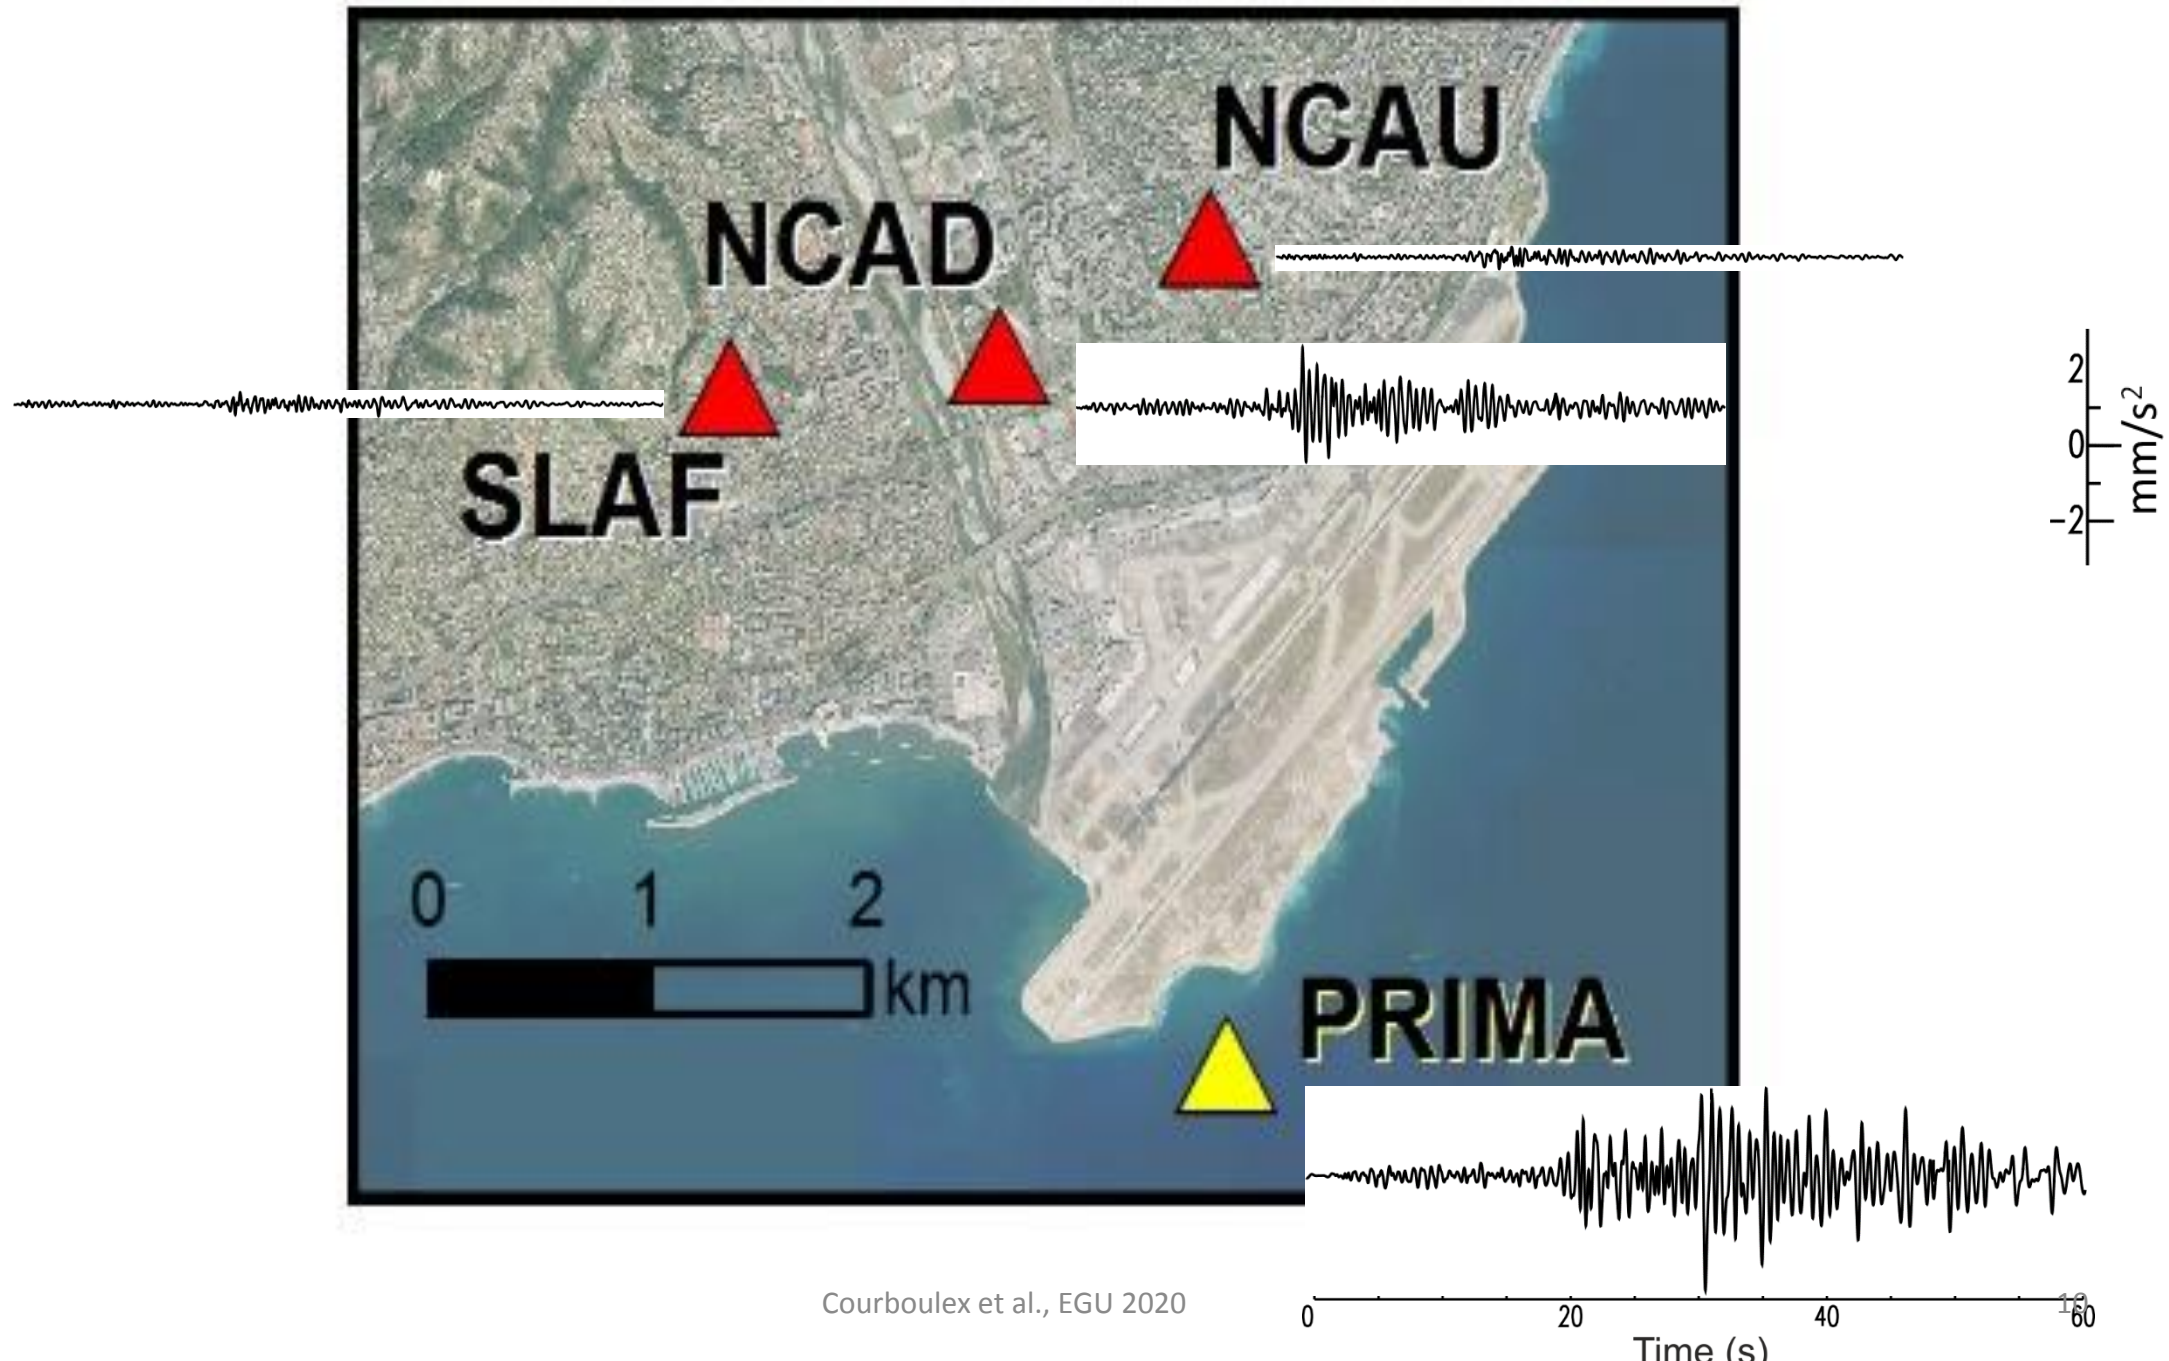 NCAU
NCAD
SLAF
2
0
−2
mm/s²
0 1 2
km
PRIMA
Courboulex et al., EGU 2020
10
0 20 40 60
Time (s)